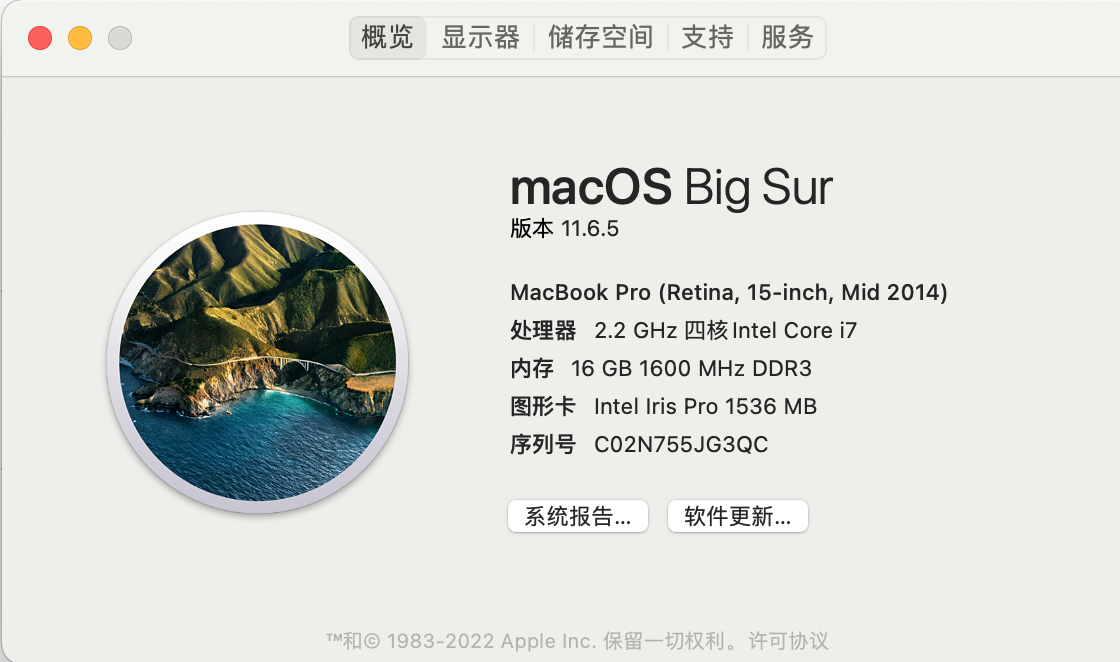 概览 显示器 储存空间 支持 服务
macOS Big Sur
版本 11.6.5
MacBook Pro (Retina, 15-inch, Mid 2014)
处理器 2.2 GHz 四核Intel Core i7
内存 16 GB 1600 MHz DDR3
图形卡 Intel Iris Pro 1536 MB
序列号 C02N755JG3QC
系统报告... 软件更新...
™和© 1983-2022 Apple Inc. 保留一切权利。许可协议